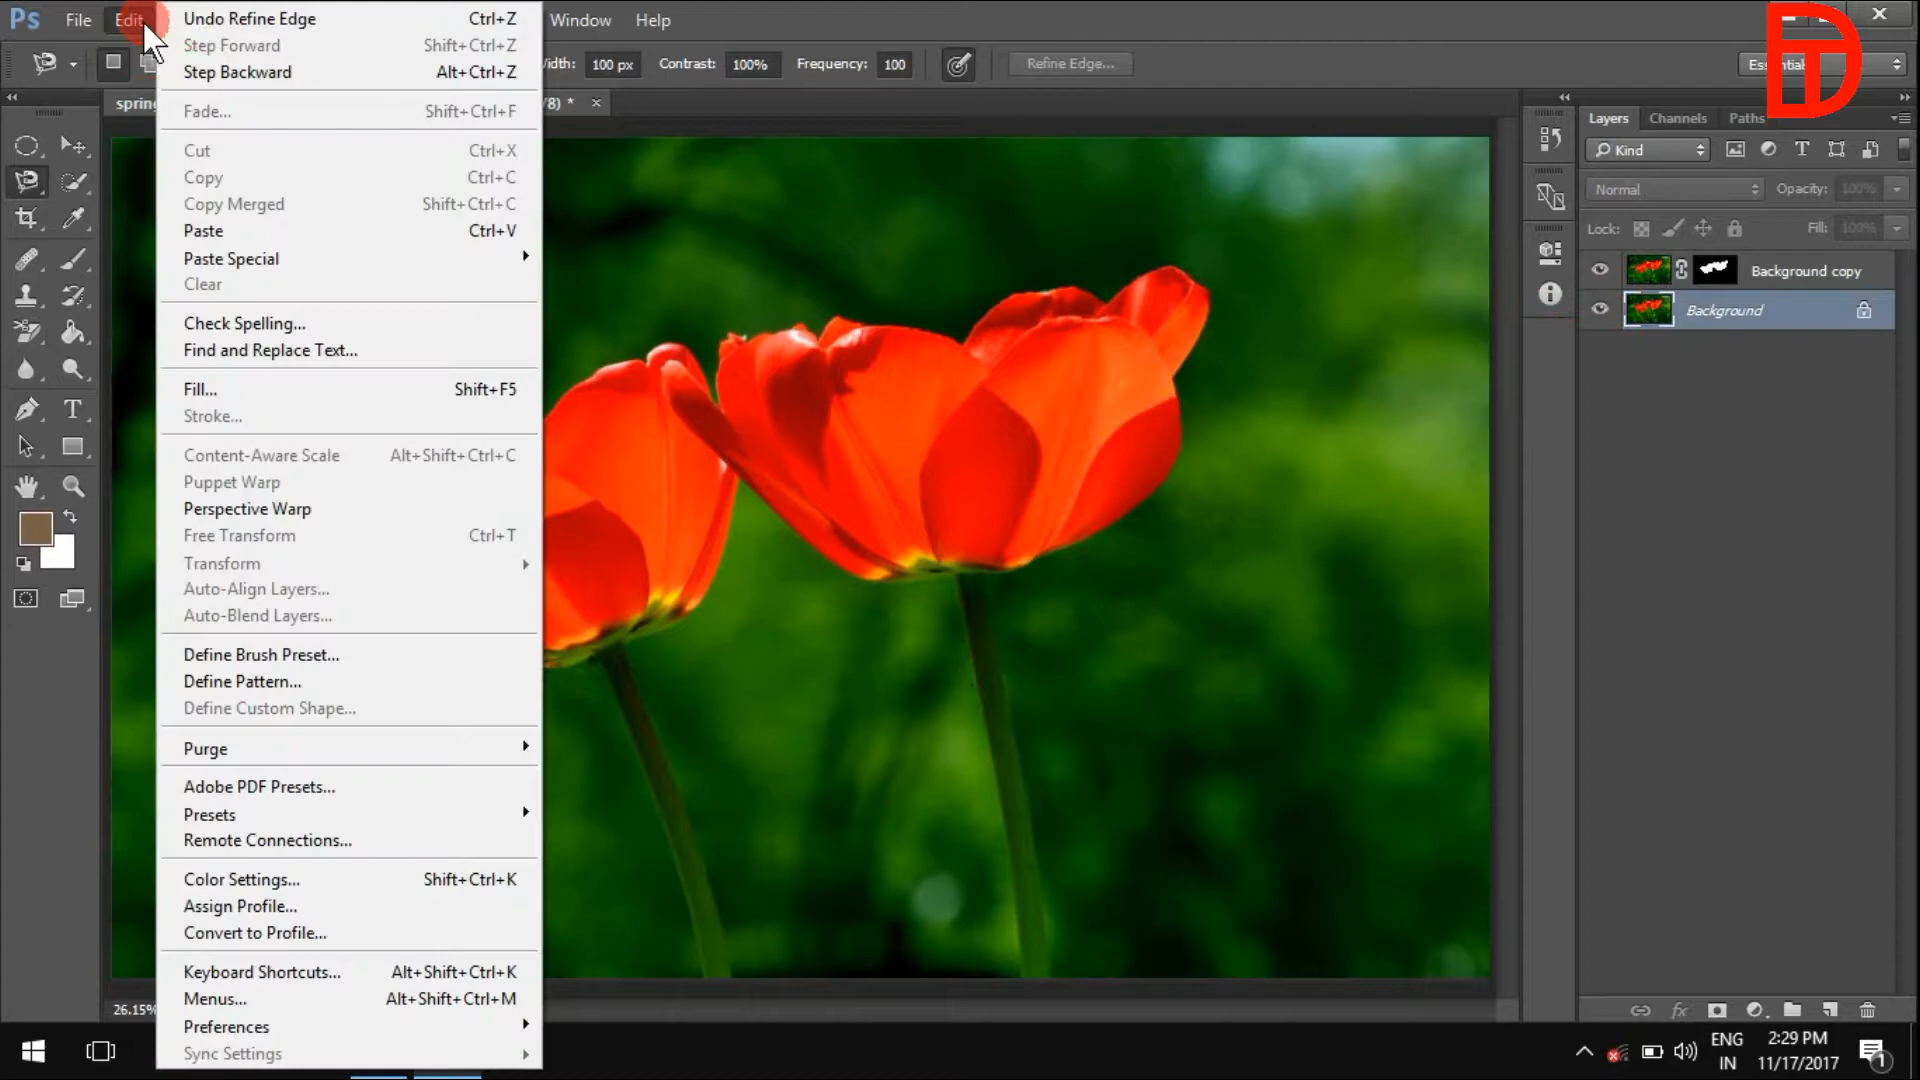 Ps File Edit Window Help
Undo Refine Edge Ctrl+Z
Step Forward Shift+Ctrl+Z
Step Backward Alt+Ctrl+Z
Fade... Shift+Ctrl+F
Cut Ctrl+X
Copy Ctrl+C
Copy Merged Shift+Ctrl+C
Paste Ctrl+V
Paste Special
Clear
Check Spelling...
Find and Replace Text...
Fill... Shift+F5
Stroke...
Content-Aware Scale Alt+Shift+Ctrl+C
Puppet Warp
Perspective Warp
Free Transform Ctrl+T
Transform
Auto-Align Layers...
Auto-Blend Layers...
Define Brush Preset...
Define Pattern...
Define Custom Shape...
Purge
Adobe PDF Presets...
Presets
Remote Connections...
Color Settings... Shift+Ctrl+K
Assign Profile...
Convert to Profile...
Keyboard Shortcuts... Alt+Shift+Ctrl+K
Menus... Alt+Shift+Ctrl+M
Preferences
Sync Settings
idth: 100 px Contrast: 100% Frequency: 100 Refine Edge...
/8) *
26.15%
Layers Channels Paths
Kind
Normal Opacity: 100%
Lock: Fill: 100%
Background copy
Background
ENG
IN
2:29 PM
11/17/2017
1